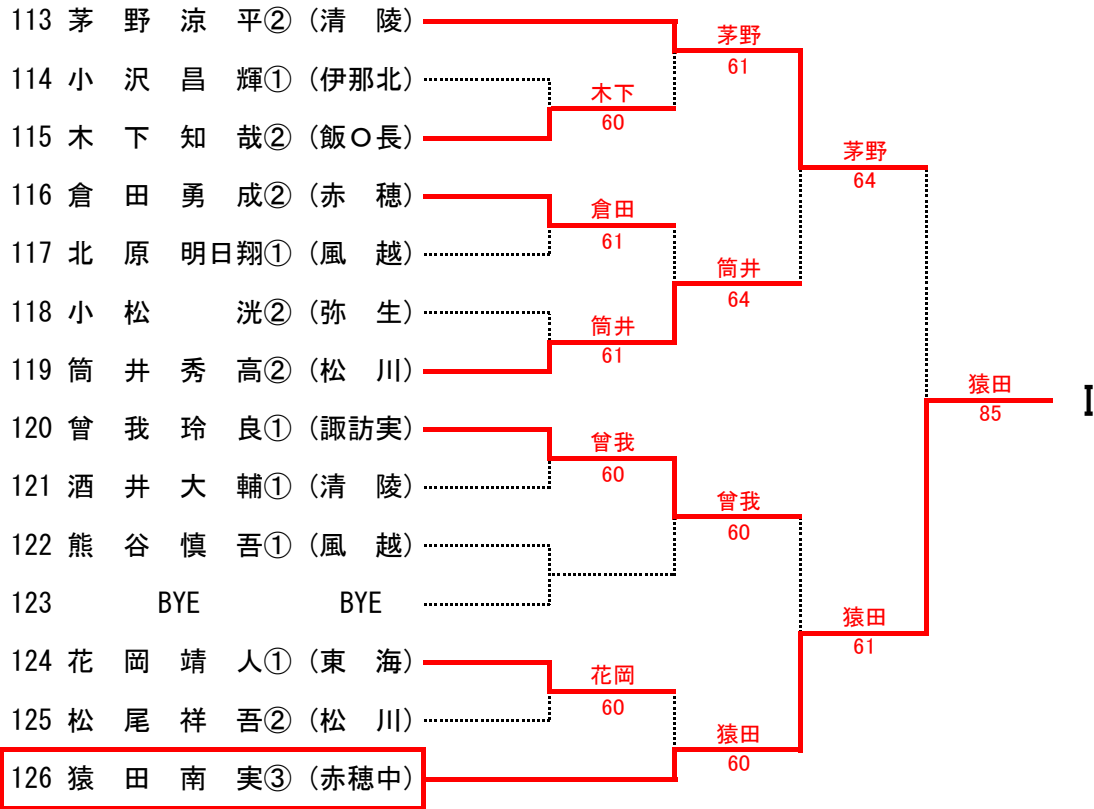 113 茅 野 涼 平② (清 陵)
茅野
61
114 小 沢 昌 輝① (伊那北)
木下
60
115 木 下 知 哉② (飯O長)
茅野
64
116 倉 田 勇 成② (赤 穂)
倉田
61
117 北 原 明日翔① (風 越)
筒井
64
118 小 松 洸② (弥 生)
筒井
61
119 筒 井 秀 高② (松 川)
猿田
85
I
120 曾 我 玲 良① (諏訪実)
曾我
60
121 酒 井 大 輔① (清 陵)
曾我
60
122 熊 谷 慎 吾① (風 越)
123 BYE BYE
猿田
61
124 花 岡 靖 人① (東 海)
花岡
60
125 松 尾 祥 吾② (松 川)
猿田
60
126 猿 田 南 実③ (赤穂中)